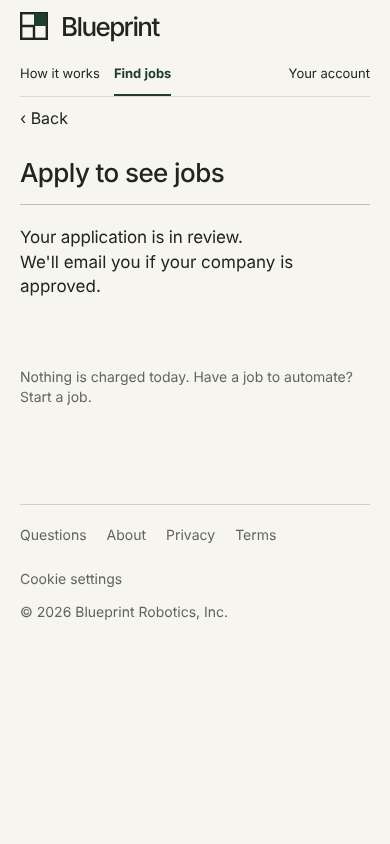 Blueprint
How it works Find jobs Your account
‹ Back
Apply to see jobs
Your application is in review.
We'll email you if your company is
approved.
Nothing is charged today. Have a job to automate?
Start a job.
Questions About Privacy Terms
Cookie settings
© 2026 Blueprint Robotics, Inc.